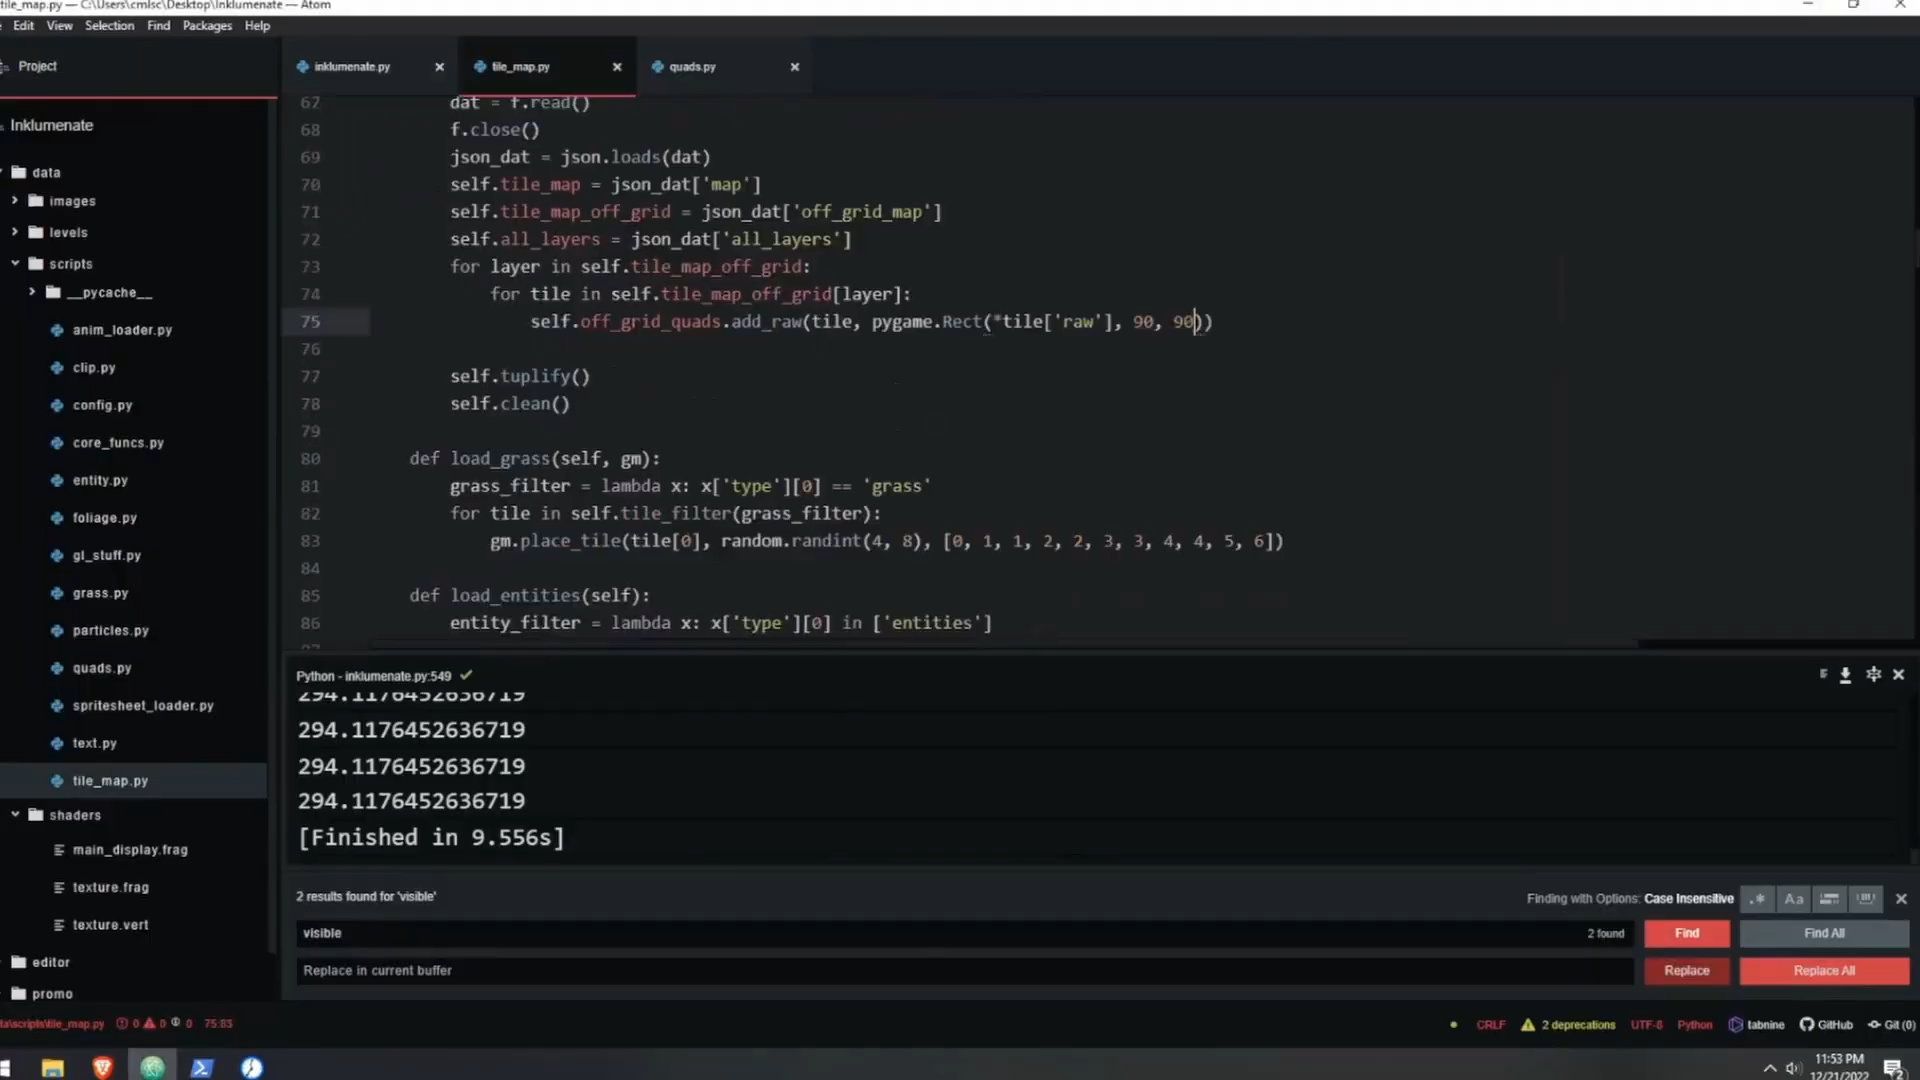 tile_map.py — C:\Users\cmlsc\Desktop\Inklumenate — Atom
Edit View Selection Find Packages Help
Project
inklumenate.py
tile_map.py
quads.py
Inklumenate
data
images
levels
scripts
__pycache__
anim_loader.py
clip.py
config.py
core_funcs.py
entity.py
foliage.py
gl_stuff.py
grass.py
particles.py
quads.py
spritesheet_loader.py
text.py
tile_map.py
shaders
main_display.frag
texture.frag
texture.vert
editor
promo
67 dat = f.read()
68 f.close()
69 json_dat = json.loads(dat)
70 self.tile_map = json_dat['map']
71 self.tile_map_off_grid = json_dat['off_grid_map']
72 self.all_layers = json_dat['all_layers']
73 for layer in self.tile_map_off_grid:
74 for tile in self.tile_map_off_grid[layer]:
75 self.off_grid_quads.add_raw(tile, pygame.Rect(*tile['raw'], 90, 90))
76
77 self.tuplify()
78 self.clean()
79
80 def load_grass(self, gm):
81 grass_filter = lambda x: x['type'][0] == 'grass'
82 for tile in self.tile_filter(grass_filter):
83 gm.place_tile(tile[0], random.randint(4, 8), [0, 1, 1, 2, 2, 3, 3, 4, 4, 5, 6])
84
85 def load_entities(self):
86 entity_filter = lambda x: x['type'][0] in ['entities']
Python - inklumenate.py:549
294.1176452636719
294.1176452636719
294.1176452636719
294.1176452636719
[Finished in 9.556s]
2 results found for 'visible'
Finding with Options: Case Insensitive
.* Aa
visible
2 found
Find
Find All
Replace in current buffer
Replace
Replace All
ta\scripts\tile_map.py 0 0 0 75:83
CRLF 2 deprecations UTF-8 Python tabnine GitHub Git (0)
11:53 PM
12/21/2022
2